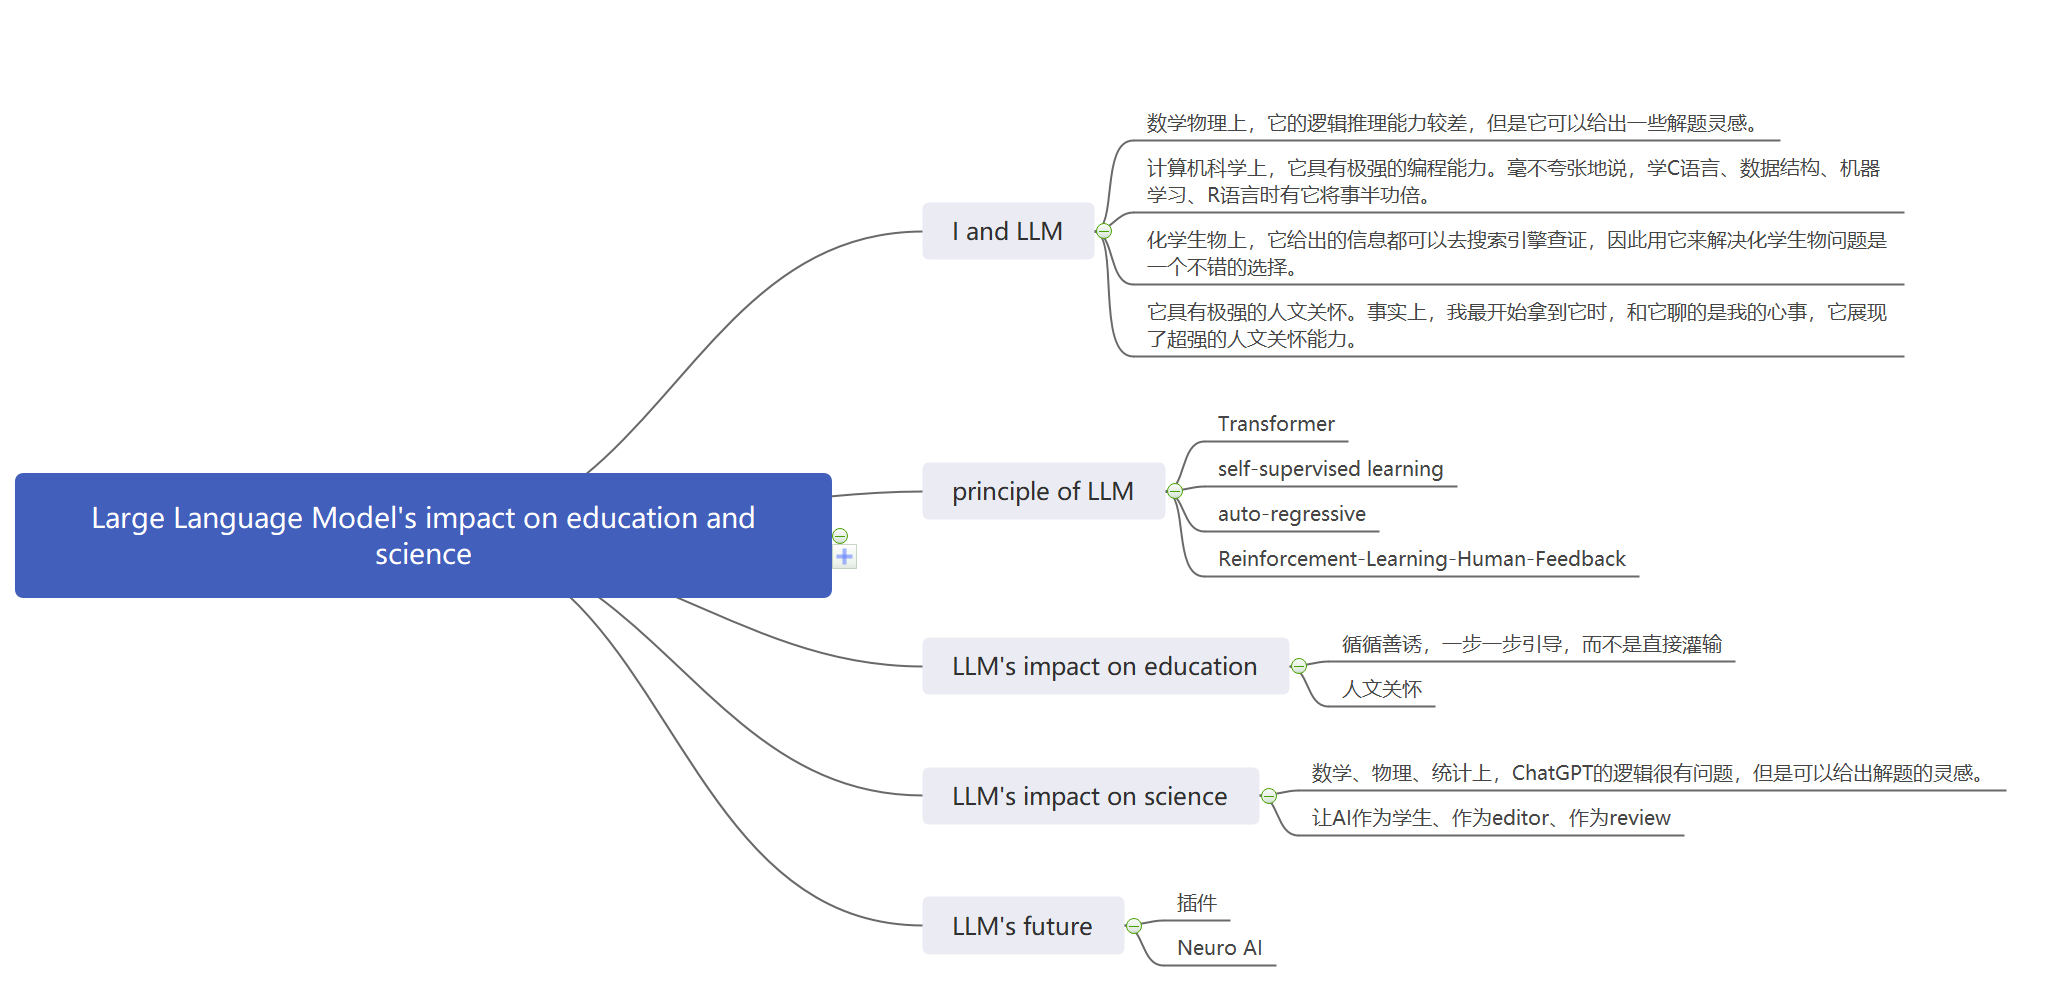 Large Language Model's impact on education and
science
I and LLM
数学物理上，它的逻辑推理能力较差，但是它可以给出一些解题灵感。
计算机科学上，它具有极强的编程能力。毫不夸张地说，学C语言、数据结构、机器
学习、R语言时有它将事半功倍。
化学生物上，它给出的信息都可以去搜索引擎查证，因此用它来解决化学生物问题是
一个不错的选择。
它具有极强的人文关怀。事实上，我最开始拿到它时，和它聊的是我的心事，它展现
了超强的人文关怀能力。
principle of LLM
Transformer
self-supervised learning
auto-regressive
Reinforcement-Learning-Human-Feedback
LLM's impact on education
循循善诱，一步一步引导，而不是直接灌输
人文关怀
LLM's impact on science
数学、物理、统计上，ChatGPT的逻辑很有问题，但是可以给出解题的灵感。
让AI作为学生、作为editor、作为review
LLM's future
插件
Neuro AI